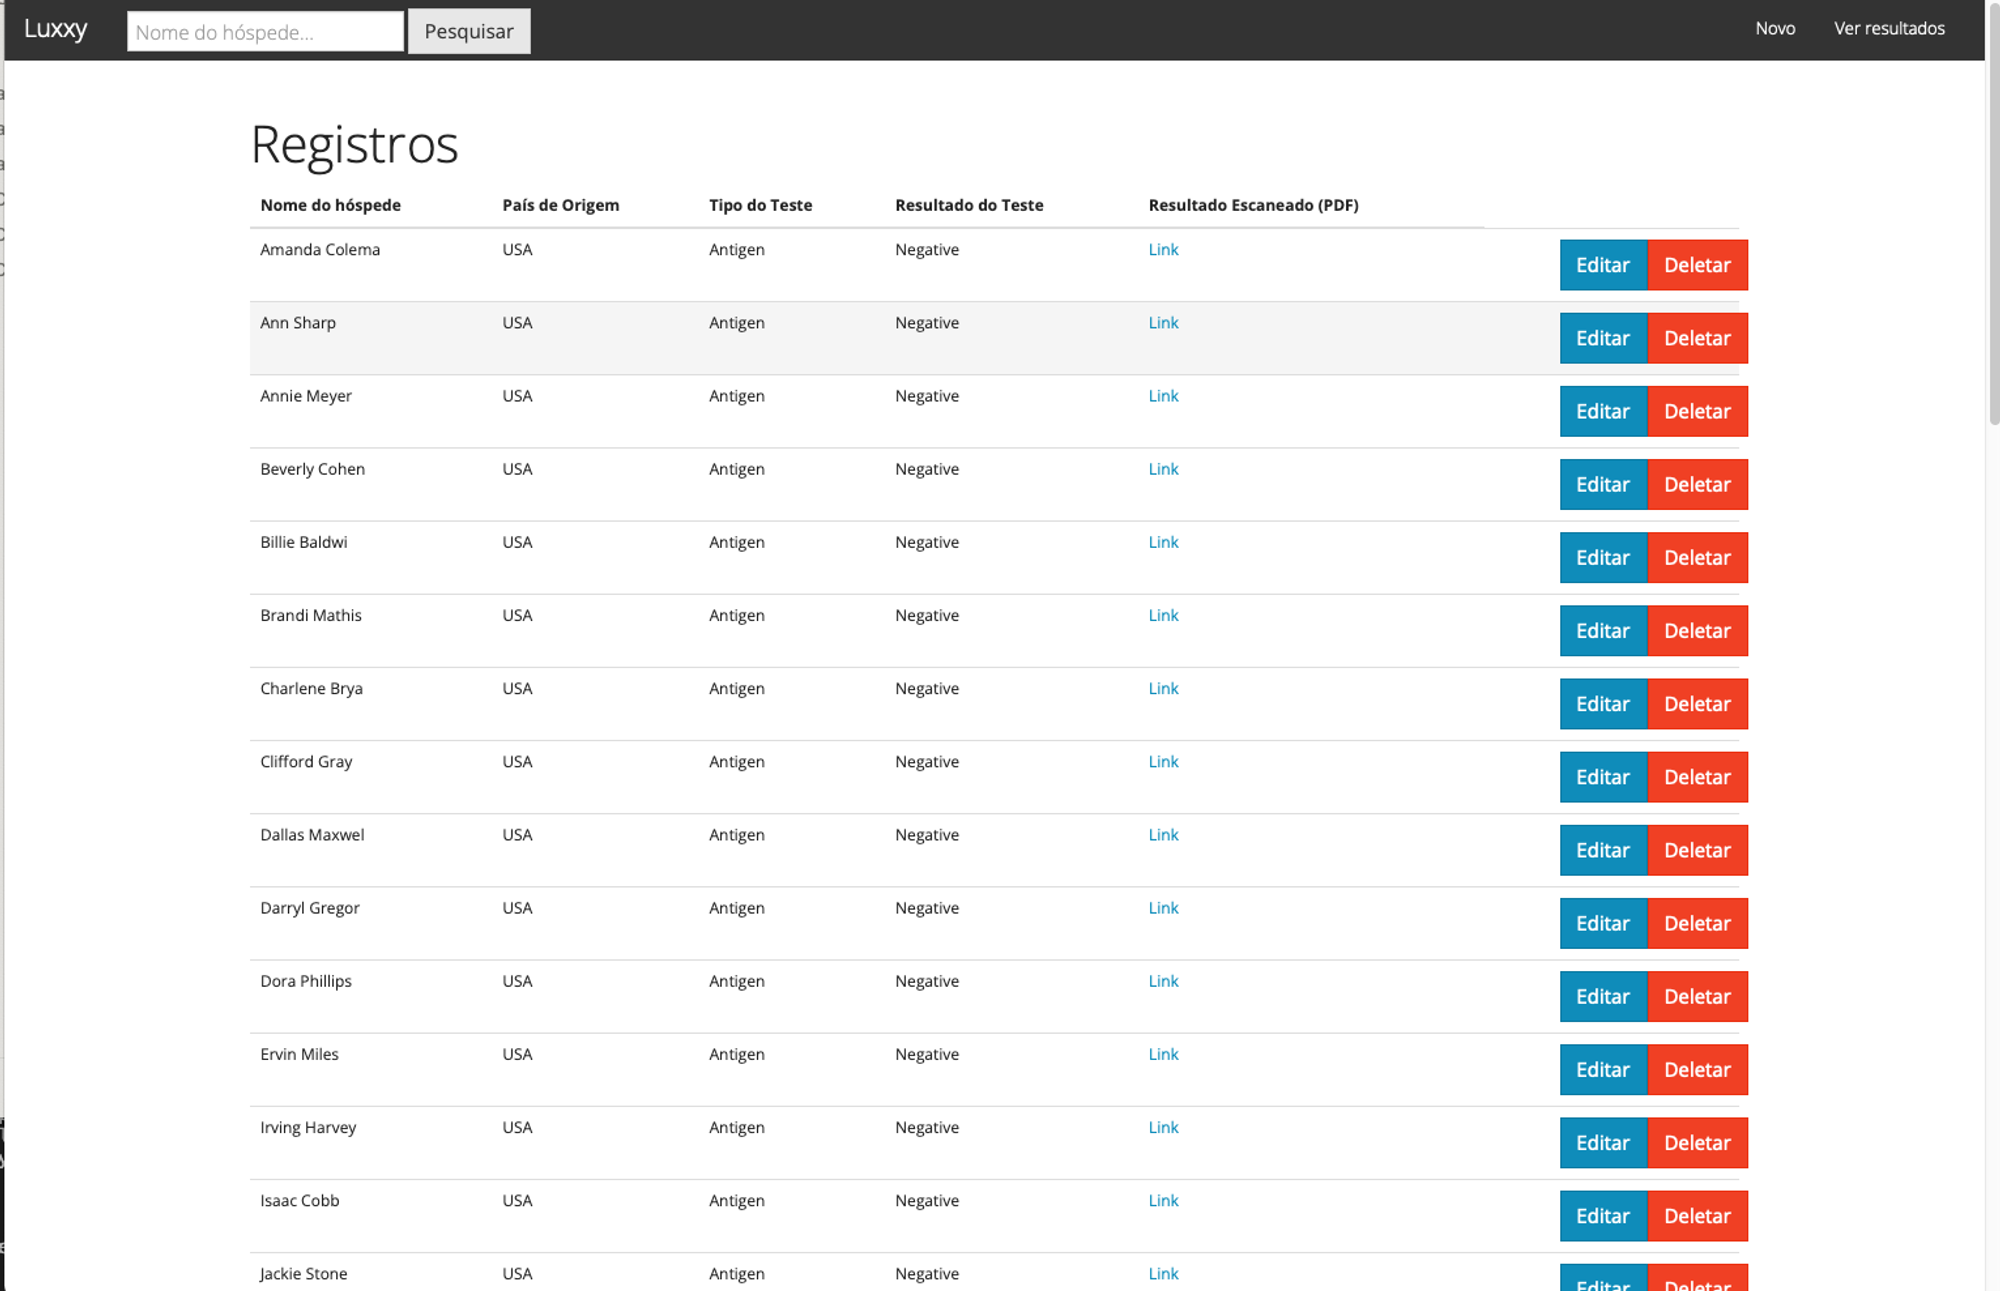 Luxxy Nome do hóspede... Pesquisar Novo Ver resultados
Registros
Nome do hóspede País de Origem Tipo do Teste Resultado do Teste Resultado Escaneado (PDF)
Amanda Colema USA Antigen Negative Link Editar Deletar
Ann Sharp USA Antigen Negative Link Editar Deletar
Annie Meyer USA Antigen Negative Link Editar Deletar
Beverly Cohen USA Antigen Negative Link Editar Deletar
Billie Baldwi USA Antigen Negative Link Editar Deletar
Brandi Mathis USA Antigen Negative Link Editar Deletar
Charlene Brya USA Antigen Negative Link Editar Deletar
Clifford Gray USA Antigen Negative Link Editar Deletar
Dallas Maxwel USA Antigen Negative Link Editar Deletar
Darryl Gregor USA Antigen Negative Link Editar Deletar
Dora Phillips USA Antigen Negative Link Editar Deletar
Ervin Miles USA Antigen Negative Link Editar Deletar
Irving Harvey USA Antigen Negative Link Editar Deletar
Isaac Cobb USA Antigen Negative Link Editar Deletar
Jackie Stone USA Antigen Negative Link Editar Deletar